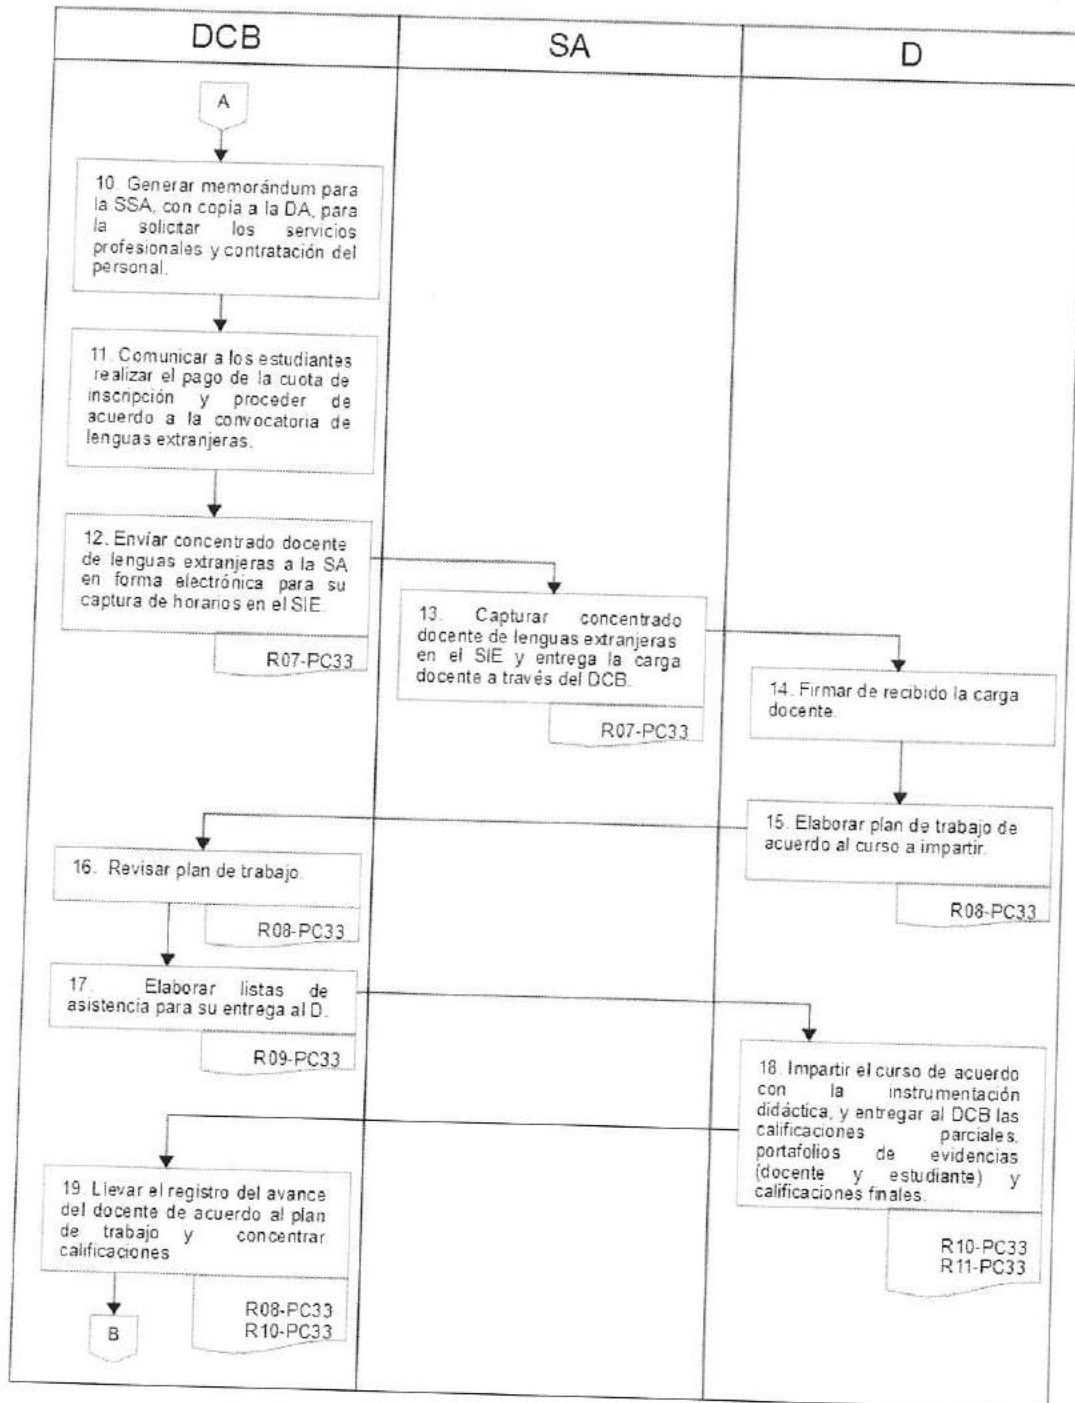 DCB
SA
D
A
10. Generar memorándum para
la SSA, con copia a la DA, para
la solicitar los servicios
profesionales y contratación del
personal.
11. Comunicar a los estudiantes
realizar el pago de la cuota de
inscripción y proceder de
acuerdo a la convocatoria de
lenguas extranjeras.
12. Envíar concentrado docente
de lenguas extranjeras a la SA
en forma electrónica para su
captura de horarios en el SIE.
R07-PC33
13. Capturar concentrado
docente de lenguas extranjeras
en el SIE y entrega la carga
docente a través del DCB.
R07-PC33
14. Firmar de recibido la carga
docente.
15. Elaborar plan de trabajo de
acuerdo al curso a impartir.
R08-PC33
16. Revisar plan de trabajo.
R08-PC33
17. Elaborar listas de
asistencia para su entrega al D.
R09-PC33
18. Impartir el curso de acuerdo
con la instrumentación
didáctica, y entregar al DCB las
calificaciones parciales,
portafolios de evidencias
(docente y estudiante) y
calificaciones finales.
R10-PC33
R11-PC33
19. Llevar el registro del avance
del docente de acuerdo al plan
de trabajo y concentrar
calificaciones
R08-PC33
R10-PC33
B